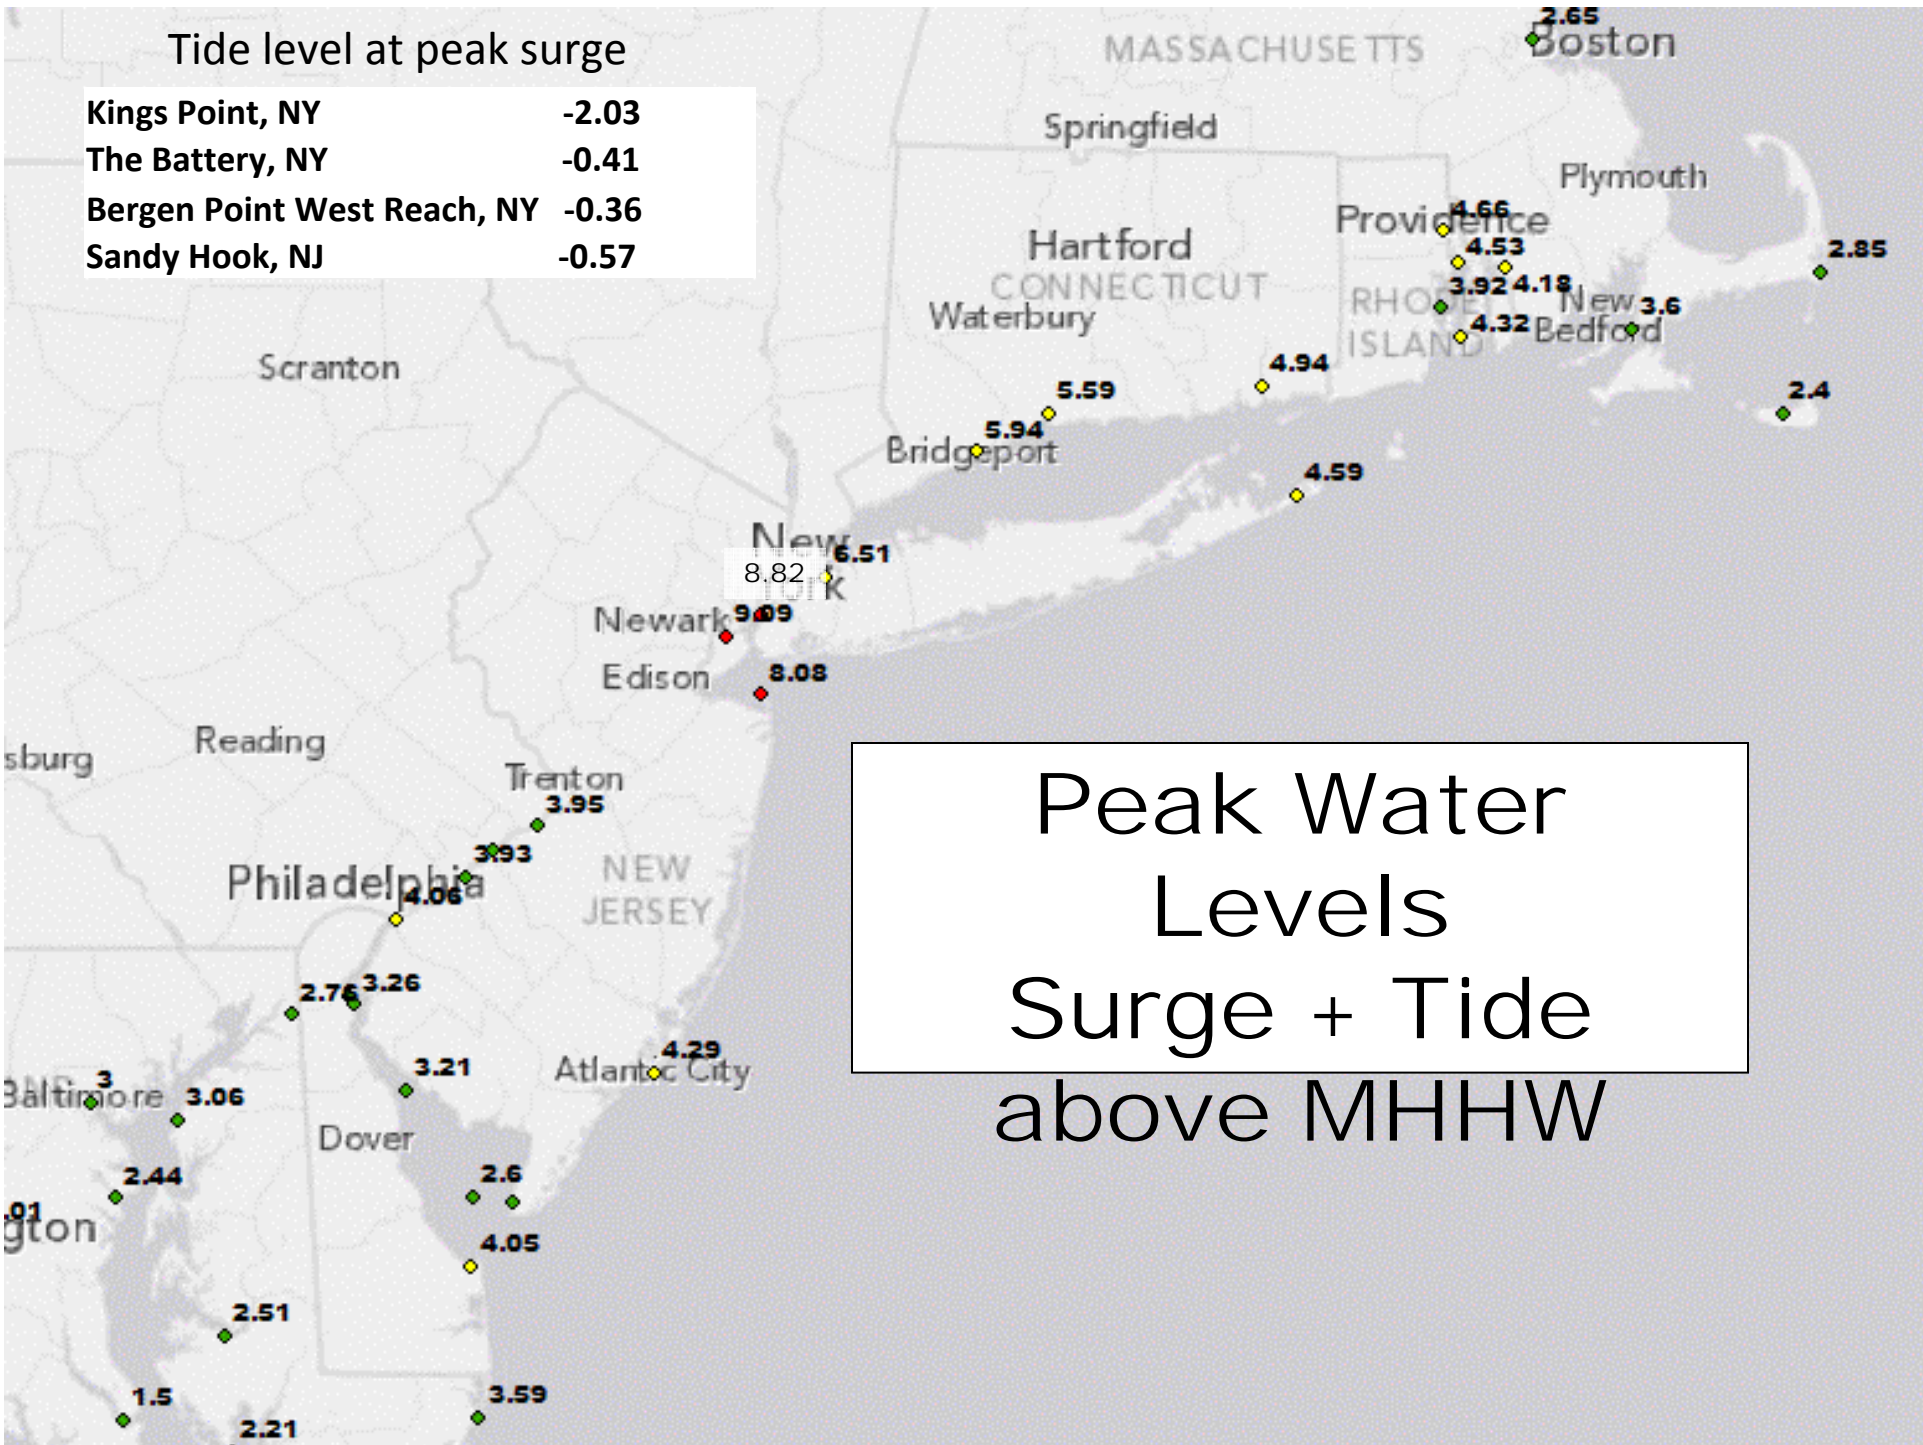 Tide level at peak surge
Kings Point, NY -2.03
The Battery, NY -0.41
Bergen Point West Reach, NY -0.36
Sandy Hook, NJ -0.57
2.65
Boston
MASSACHUSETTS
Springfield
Plymouth
Providence
4.66
Hartford
4.53
2.85
CONNECTICUT
3.92
4.18
RHODE
ISLAND
New
Bedford
3.6
Waterbury
4.32
Scranton
4.94
5.59
2.4
5.94
Bridgeport
4.59
New
York
6.51
8.82
Newark
9.09
Edison
8.08
Reading
sburg
Trenton
3.95
3.93
Philadelphia
4.06
NEW
JERSEY
Peak Water
Levels
Surge + Tide
above MHHW
2.76
3.26
4.29
Atlantic City
3.21
3
Baltimore
3.06
Dover
2.44
2.6
.01
gton
4.05
2.51
1.5
3.59
2.21